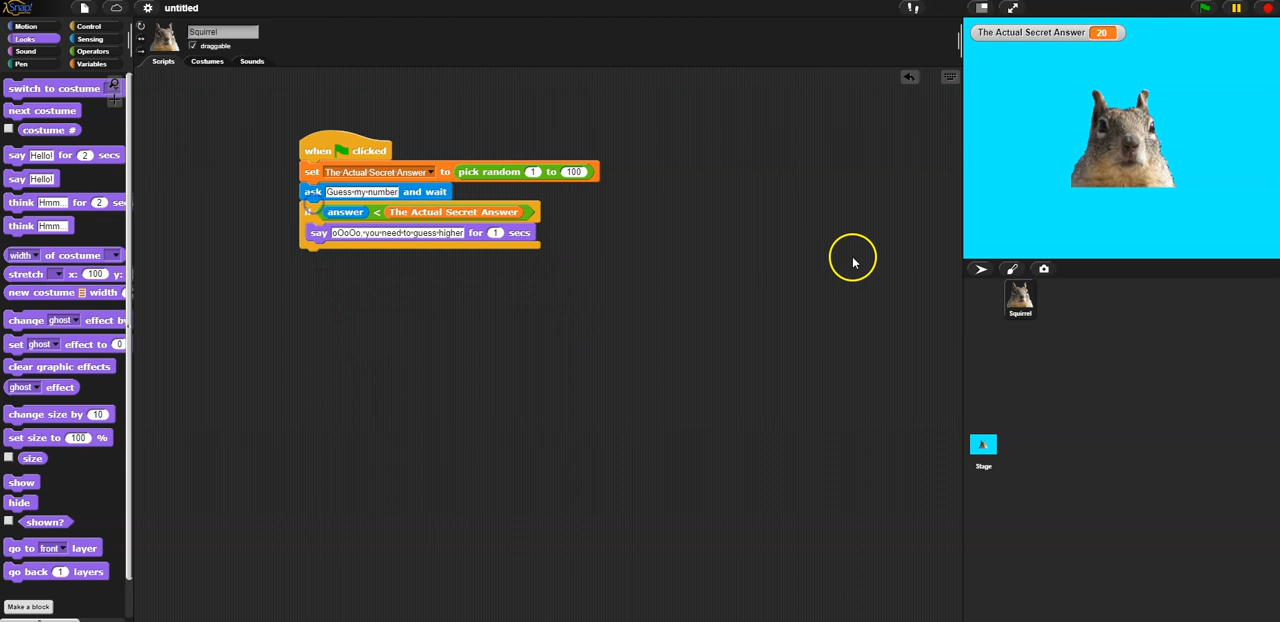 Snap!
untitled
Motion
Control
Looks
Sensing
Sound
Operators
Pen
Variables
Squirrel
draggable
Scripts
Costumes
Sounds
switch to costume
next costume
costume #
say Hello! for 2 secs
say Hello!
think Hmm... for 2 sec
think Hmm...
width of costume
stretch x: 100 y:
new costume width
change ghost effect by
set ghost effect to 0
clear graphic effects
ghost effect
change size by 10
set size to 100 %
size
show
hide
shown?
go to front layer
go back 1 layers
Make a block
when clicked
set The Actual Secret Answer to pick random 1 to 100
ask Guess my number and wait
answer < The Actual Secret Answer
say oOoOo, you need to guess higher for 1 secs
The Actual Secret Answer 20
Squirrel
Stage